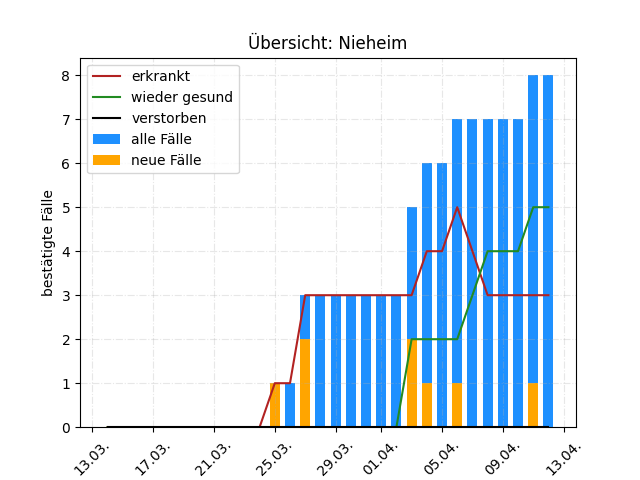 Übersicht: Nieheim
bestätigte Fälle
8
7
6
5
4
3
2
1
0
erkrankt
wieder gesund
verstorben
alle Fälle
neue Fälle
13.03. 17.03. 21.03. 25.03. 29.03. 01.04. 05.04. 09.04. 13.04.